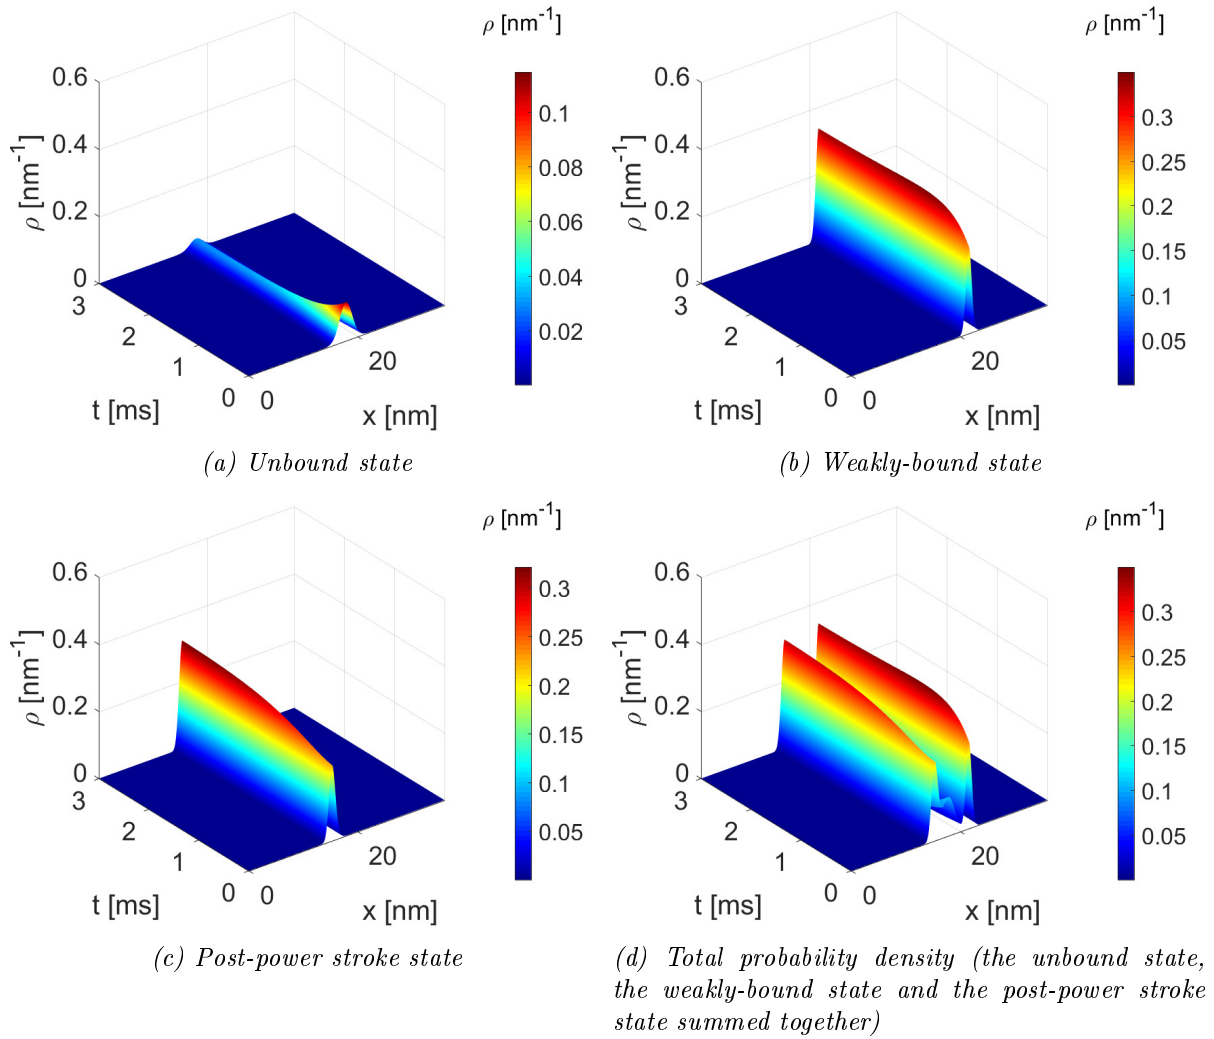 ρ [nm-1]
0.6
0.4
0.2
0
ρ [nm-1]
3
2
1
0
t [ms]
0
20
x [nm]
0.1
0.08
0.06
0.04
0.02
(a) Unbound state
ρ [nm-1]
0.6
0.4
0.2
0
ρ [nm-1]
3
2
1
0
t [ms]
0
20
x [nm]
0.3
0.25
0.2
0.15
0.1
0.05
(b) Weakly-bound state
ρ [nm-1]
0.6
0.4
0.2
0
ρ [nm-1]
3
2
1
0
t [ms]
0
20
x [nm]
0.3
0.25
0.2
0.15
0.1
0.05
(c) Post-power stroke state
ρ [nm-1]
0.6
0.4
0.2
0
ρ [nm-1]
3
2
1
0
t [ms]
0
20
x [nm]
0.3
0.25
0.2
0.15
0.1
0.05
(d) Total probability density (the unbound state,
the weakly-bound state and the post-power stroke
state summed together)